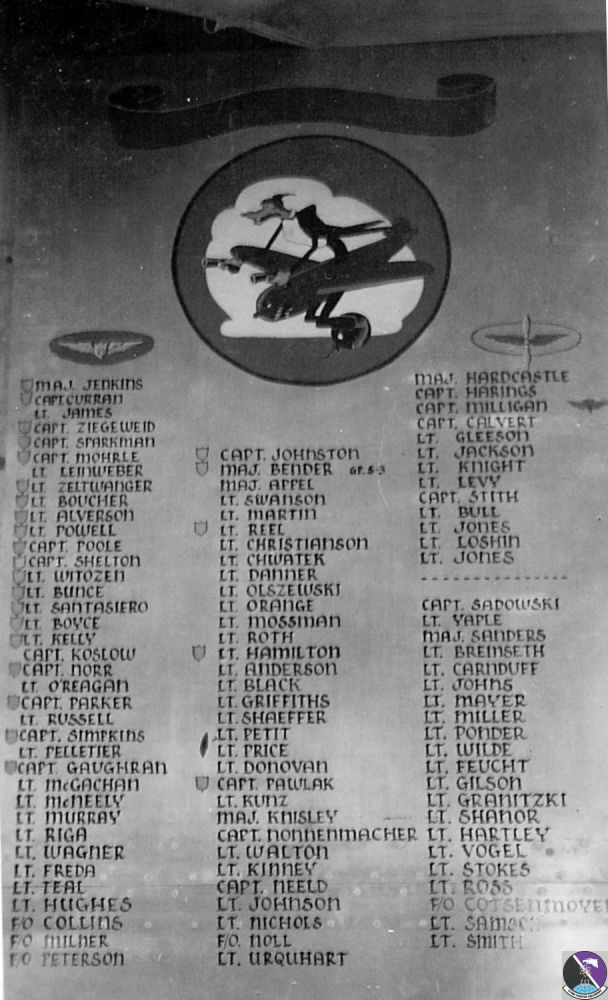 MAJ. JENKINS
CAPT. CURRAN
LT. JAMES
CAPT. ZIEGEWEID
CAPT. SPARKMAN
CAPT. MOHRLE
LT. LEINWEBER
LT. ZELTWANGER
LT. BOUCHER
LT. ALVERSON
LT. POWELL
CAPT. POOLE
CAPT. SHELTON
LT. WITOZEN
LT. BUNCE
LT. SANTASIERO
LT. BOYCE
LT. KELLY
CAPT. KOSLOW
CAPT. NORR
LT. O'REAGAN
CAPT. PARKER
LT. RUSSELL
CAPT. SIMPKINS
LT. PELLETIER
CAPT. GAUGHRAN
LT. McGACHAN
LT. McNEELY
LT. MURRAY
LT. RIGA
LT. WAGNER
LT. FREDA
LT. TEAL
LT. HUGHES
F/O COLLINS
F/O MILNER
F/O PETERSON
CAPT. JOHNSTON
MAJ. BENDER GP. S-3
MAJ. APPEL
LT. SWANSON
LT. MARTIN
LT. REEL
LT. CHRISTIANSON
LT. CHWATEK
LT. DANNER
LT. OLSZEWSKI
LT. ORANGE
LT. MOSSMAN
LT. ROTH
LT. HAMILTON
LT. ANDERSON
LT. BLACK
LT. GRIFFITHS
LT. SHAEFFER
LT. PETIT
LT. PRICE
LT. DONOVAN
CAPT. PAWLAK
LT. KUNZ
MAJ. KNISLEY
CAPT. NONNENMACHER
LT. WALTON
LT. KINNEY
CAPT. NEELD
LT. JOHNSON
LT. NICHOLS
F/O. NOLL
LT. URQUHART
MAJ. HARDCASTLE
CAPT. HARINGS
CAPT. MILLIGAN
CAPT. CALVERT
LT. GLEESON
LT. JACKSON
LT. KNIGHT
LT. LEVY
CAPT. STITH
LT. BULL
LT. JONES
LT. LOSHIN
LT. JONES
CAPT. SADOWSKI
LT. YAPLE
MAJ. SANDERS
LT. BREMSETH
LT. CARNDUFF
LT. JOHNS
LT. MAYER
LT. MILLER
LT. PONDER
LT. WILDE
LT. FEUCHT
LT. GILSON
LT. GRANITZKI
LT. SHANOR
LT. HARTLEY
LT. VOGEL
LT. STOKES
LT. ROSS
F/O COTSENMOYER
LT. SAMSON
LT. SMITH